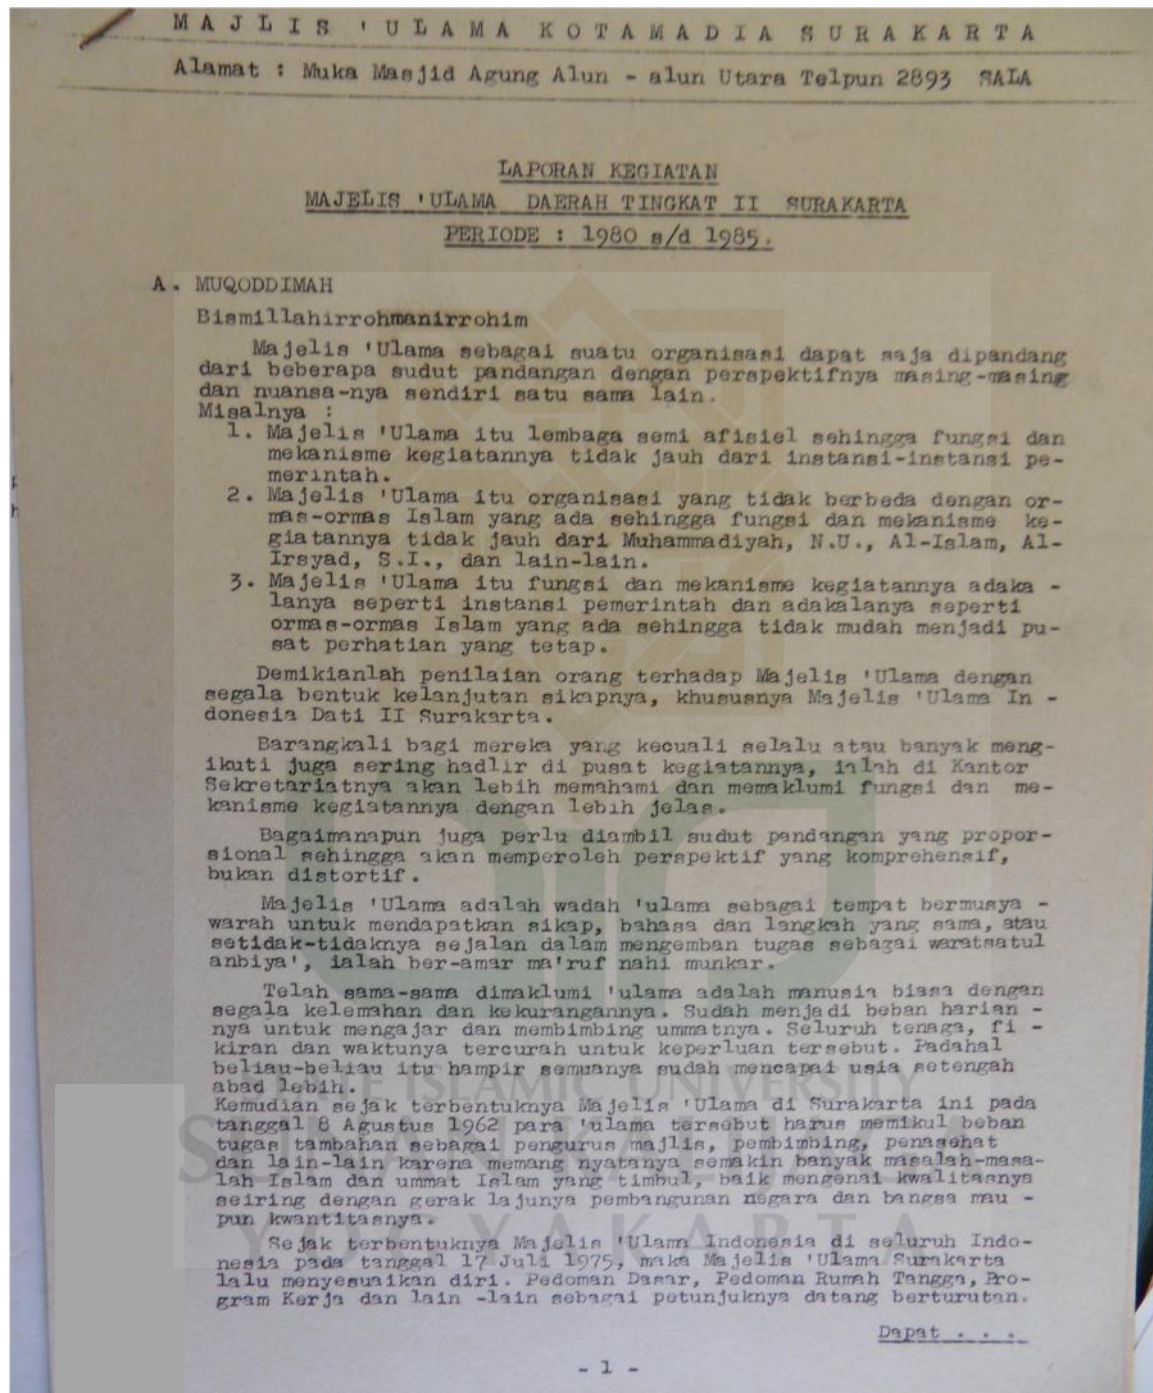 MAJLIS 'ULAMA KOTAMADIA SURAKARTA
Alamat : Muka Masjid Agung Alun - alun Utara Telpun 2893 SALA
LAPORAN KEGIATAN
MAJELIS 'ULAMA DAERAH TINGKAT II SURAKARTA
PERIODE : 1980 s/d 1985.
A. MUQODDIMAH
Bismillahirrohmanirrohim
Majelis 'Ulama sebagai suatu organisasi dapat saja dipandang
dari beberapa sudut pandangan dengan perspektifnya masing-masing
dan nuansa-nya sendiri satu sama lain.
Misalnya :
1. Majelis 'Ulama itu lembaga semi afisiel sehingga fungsi dan
mekanisme kegiatannya tidak jauh dari instansi-instansi pe-
merintah.
2. Majelis 'Ulama itu organisasi yang tidak berbeda dengan or-
mas-ormas Islam yang ada sehingga fungsi dan mekanisme ke-
giatannya tidak jauh dari Muhammadiyah, N.U., Al-Islam, Al-
Irsyad, S.I., dan lain-lain.
3. Majelis 'Ulama itu fungsi dan mekanisme kegiatannya adaka -
lanya seperti instansi pemerintah dan adakalanya seperti
ormas-ormas Islam yang ada sehingga tidak mudah menjadi pu-
sat perhatian yang tetap.
Demikianlah penilaian orang terhadap Majelis 'Ulama dengan
segala bentuk kelanjutan sikapnya, khususnya Majelis 'Ulama In -
donesia Dati II Surakarta.
Barangkali bagi mereka yang kecuali selalu atau banyak meng-
ikuti juga sering hadlir di pusat kegiatannya, ialah di Kantor
Sekretariatnya akan lebih memahami dan memaklumi fungsi dan me-
kanisme kegiatannya dengan lebih jelas.
Bagaimanapun juga perlu diambil sudut pandangan yang propor-
sional sehingga akan memperoleh perspektif yang komprehensif,
bukan distortif.
Majelis 'Ulama adalah wadah 'ulama sebagai tempat bermusya -
warah untuk mendapatkan sikap, bahasa dan langkah yang sama, atau
setidak-tidaknya sejalan dalam mengemban tugas sebagai waratsatul
anbiya', ialah ber-amar ma'ruf nahi munkar.
Telah sama-sama dimaklumi 'ulama adalah manusia biasa dengan
segala kelemahan dan kekurangannya. Sudah menjadi beban harian -
nya untuk mengajar dan membimbing ummatnya. Seluruh tenaga, fi -
kiran dan waktunya tercurah untuk keperluan tersebut. Padahal
beliau-beliau itu hampir semuanya sudah mencapai usia setengah
abad lebih.
Kemudian sejak terbentuknya Majelis 'Ulama di Surakarta ini pada
tanggal 8 Agustus 1962 para 'ulama tersebut harus memikul beban
tugas tambahan sebagai pengurus majlis, pembimbing, penasehat
dan lain-lain karena memang nyatanya semakin banyak masalah-masa-
lah Islam dan ummat Islam yang timbul, baik mengenai kwalitasnya
seiring dengan gerak lajunya pembangunan negara dan bangsa mau -
pun kwantitasnya.
Sejak terbentuknya Majelis 'Ulama Indonesia di seluruh Indo-
nesia pada tanggal 17 Juli 1975, maka Majelis 'Ulama Surakarta
lalu menyesuaikan diri. Pedoman Dasar, Pedoman Rumah Tangga, Pro-
gram Kerja dan lain -lain sebagai petunjuknya datang berturutan.
Dapat . . .
- 1 -
STATE ISLAMIC UNIVERSITY
SUNAN KALIJAGA
YOGYAKARTA